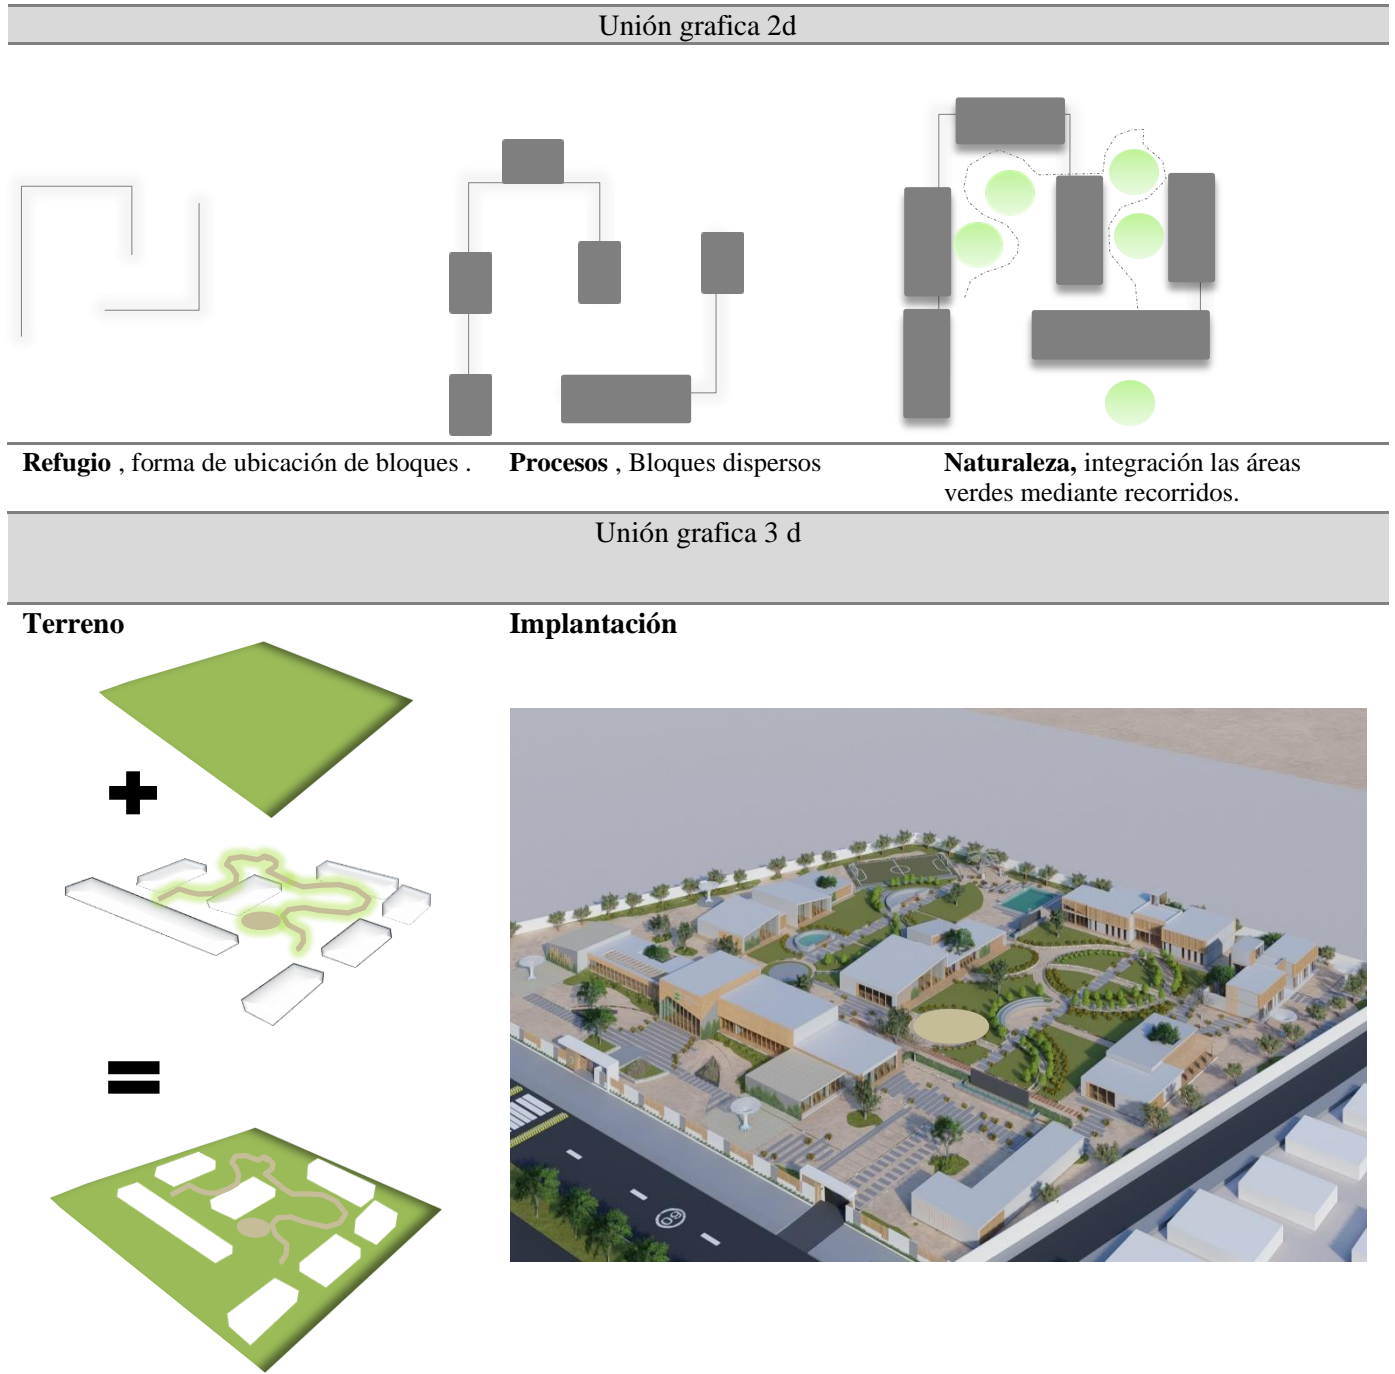 Unión grafica 2d
Refugio , forma de ubicación de bloques .
Procesos , Bloques dispersos
Naturaleza, integración las áreas
verdes mediante recorridos.
Unión grafica 3 d
Terreno
Implantación
60